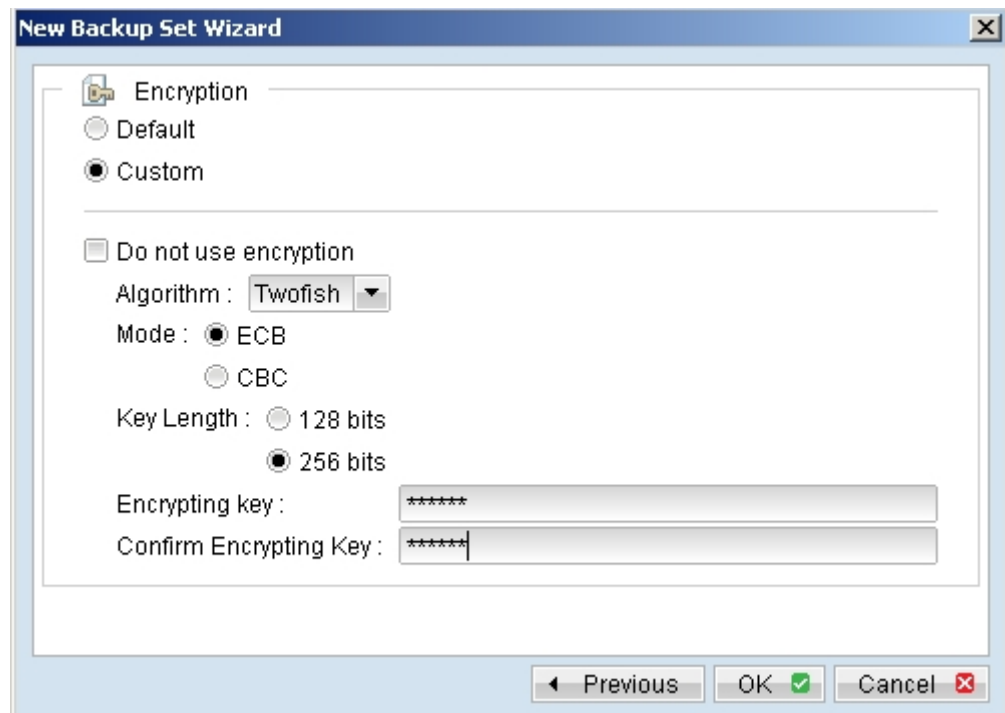 New Backup Set Wizard
Encryption
Default
Custom
Do not use encryption
Algorithm : Twofish
Mode : ECB
CBC
Key Length : 128 bits
256 bits
Encrypting key : ******
Confirm Encrypting Key : ******
Previous OK Cancel